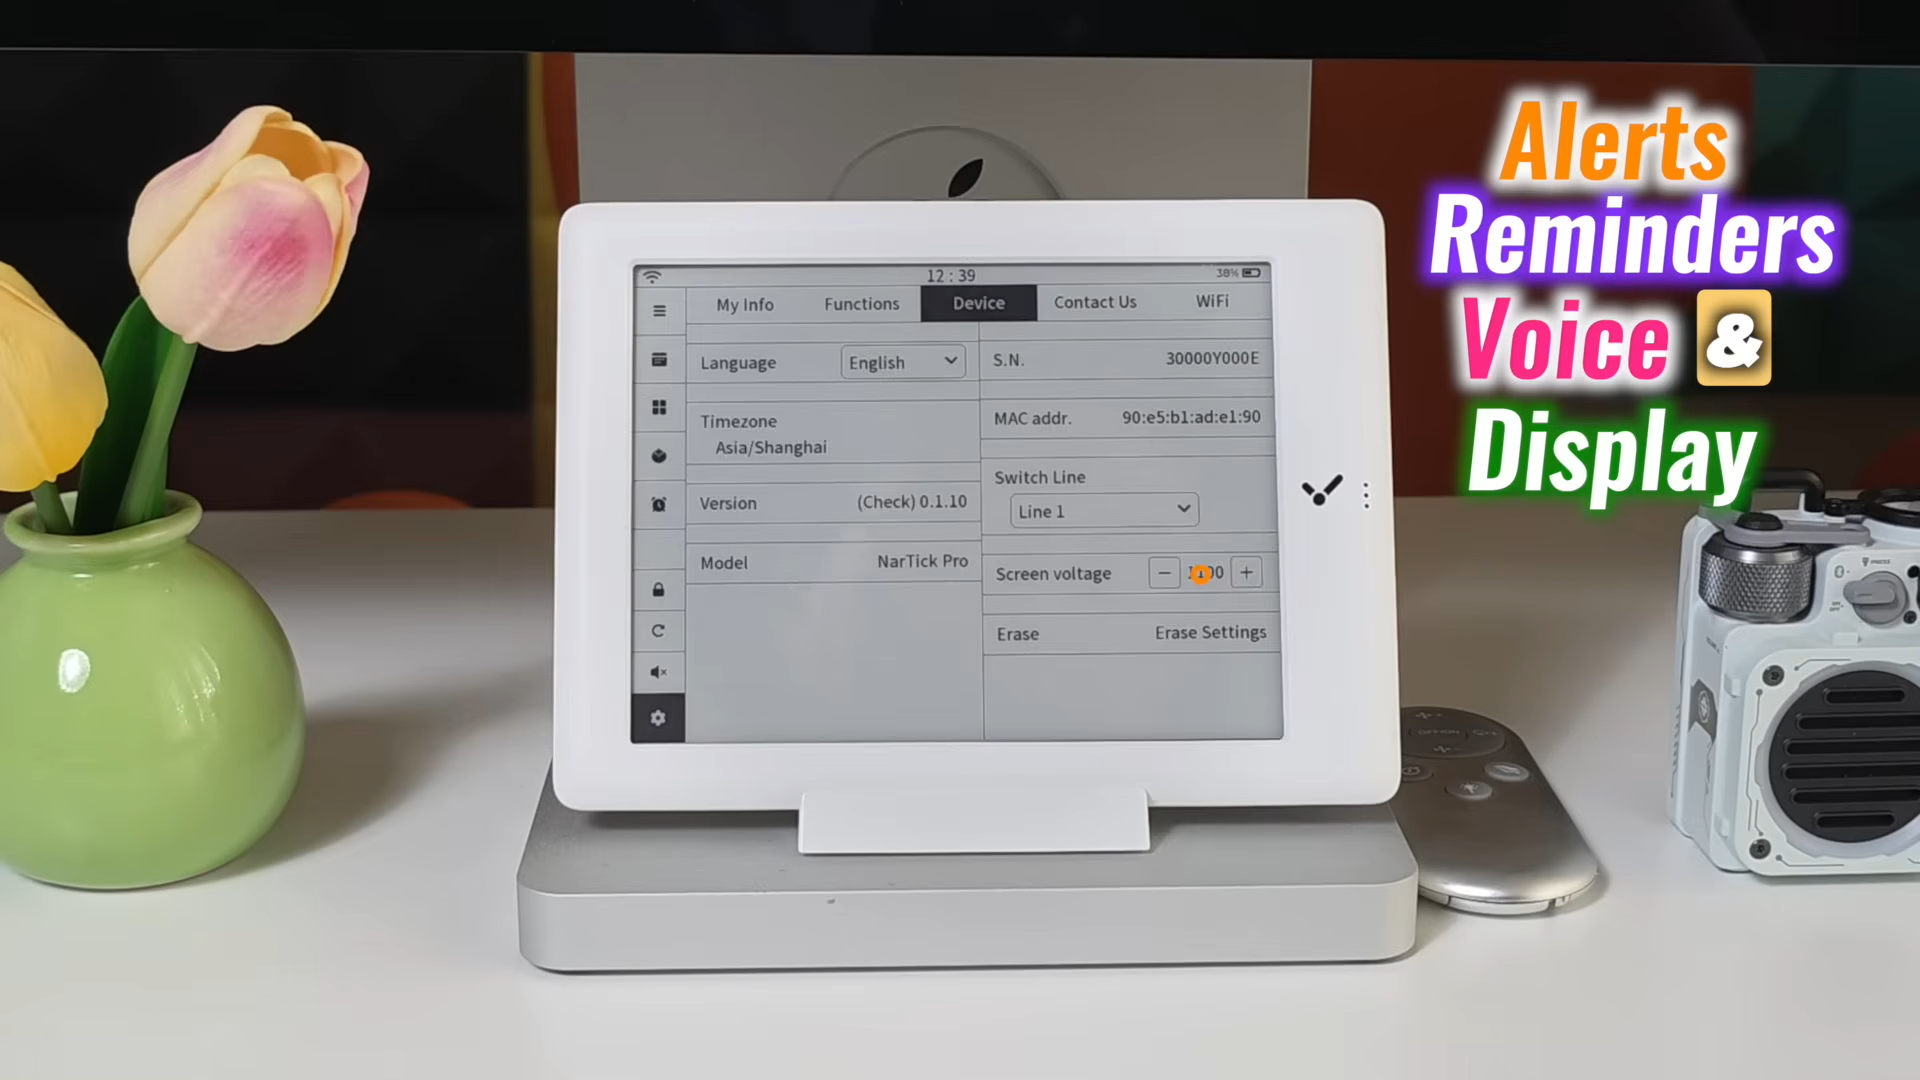 Alerts
Reminders
Voice &
Display
12 : 39
38%
My Info
Functions
Device
Contact Us
WiFi
Language
English
Timezone
Asia/Shanghai
Version
(Check) 0.1.10
Model
NarTick Pro
S.N.
30000Y000E
MAC addr.
90:e5:b1:ad:e1:90
Switch Line
Line 1
Screen voltage
Erase
Erase Settings